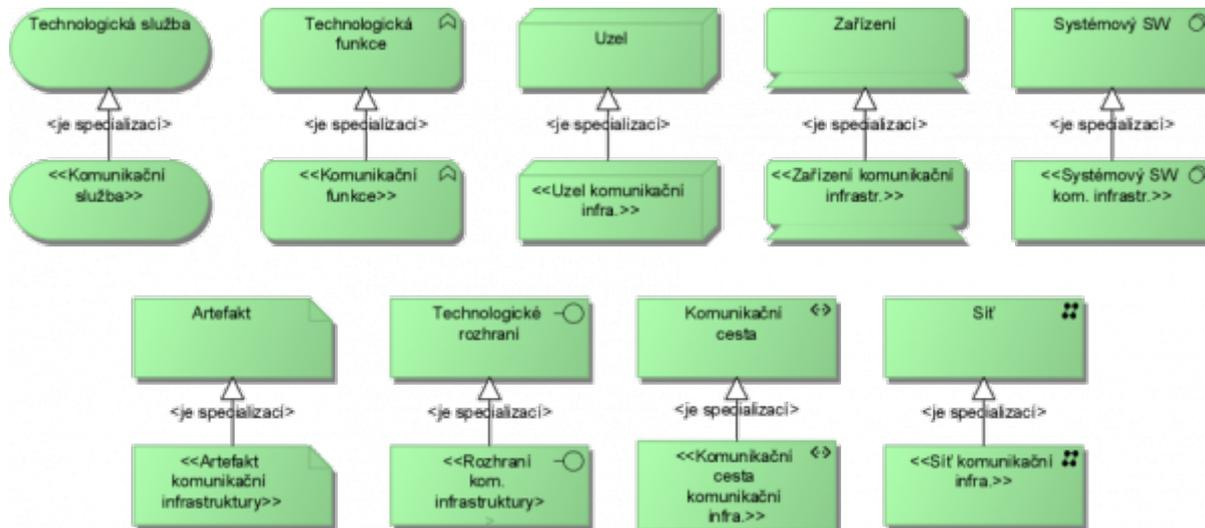 Technologická služba
Technologická
funkce
Uzel
Zařízení
Systémový SW
<je specializací>
<je specializací>
<je specializací>
<je specializací>
<je specializací>
<<Komunikační
služba>>
<<Komunikační
funkce>>
<<Uzel komunikační
infra.>>
<<Zařízení komunikační
infrastr.>>
<<Systémový SW
kom. infrastr.>>
Artefakt
Technologické
rozhraní
Komunikační
cesta
Síť
<je specializací>
<je specializací>
<je specializací>
<je specializací>
<<Artefakt
komunikační
infrastruktury>>
<<Rozhraní
kom.
infrastruktury>
>
<<Komunikační
cesta
komunikační
infra.>>
<<Síť komunikační
infra.>>